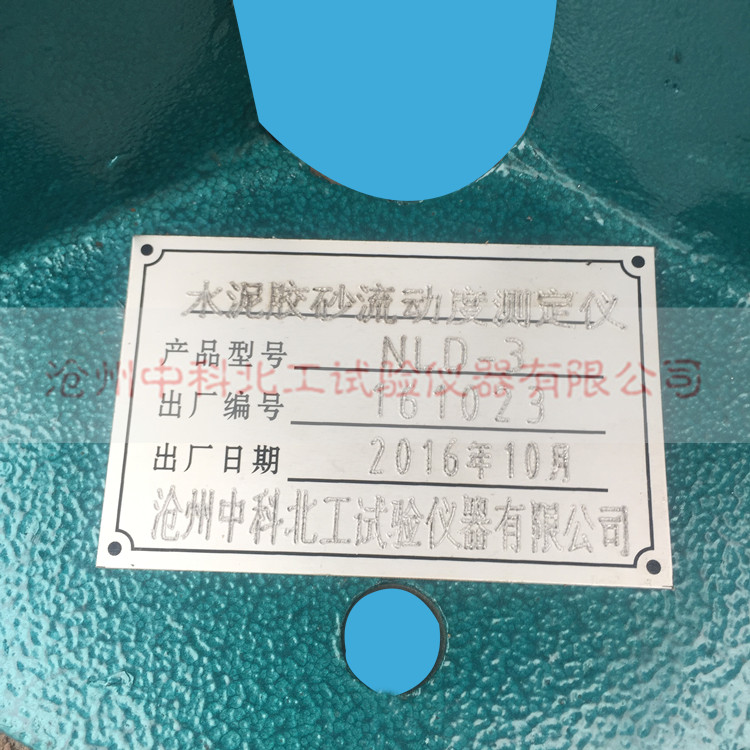 水泥胶砂流动度测定仪
产品型号 NLD-3
出厂编号 161023
出厂日期 2016年10月
沧州中科北工试验仪器有限公司
沧州中科北工试验仪器有限公司